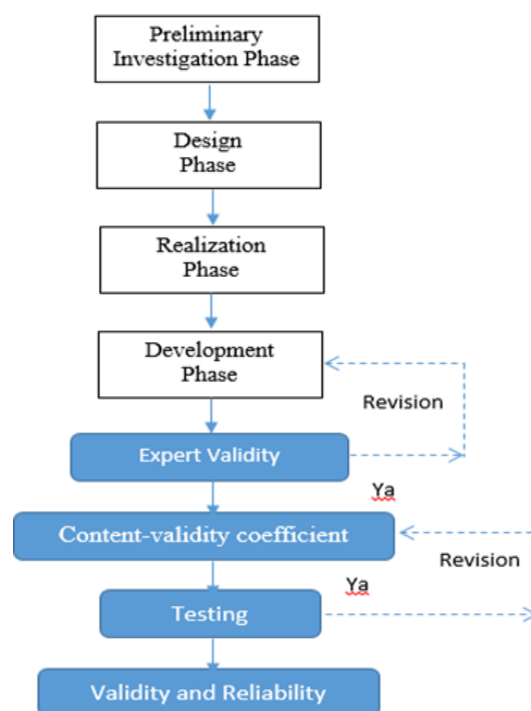 Preliminary
Investigation Phase
Design
Phase
Realization
Phase
Development
Phase
Revision
Expert Validity
Ya
Content-validity coefficient
Revision
Ya
Testing
Validity and Reliability